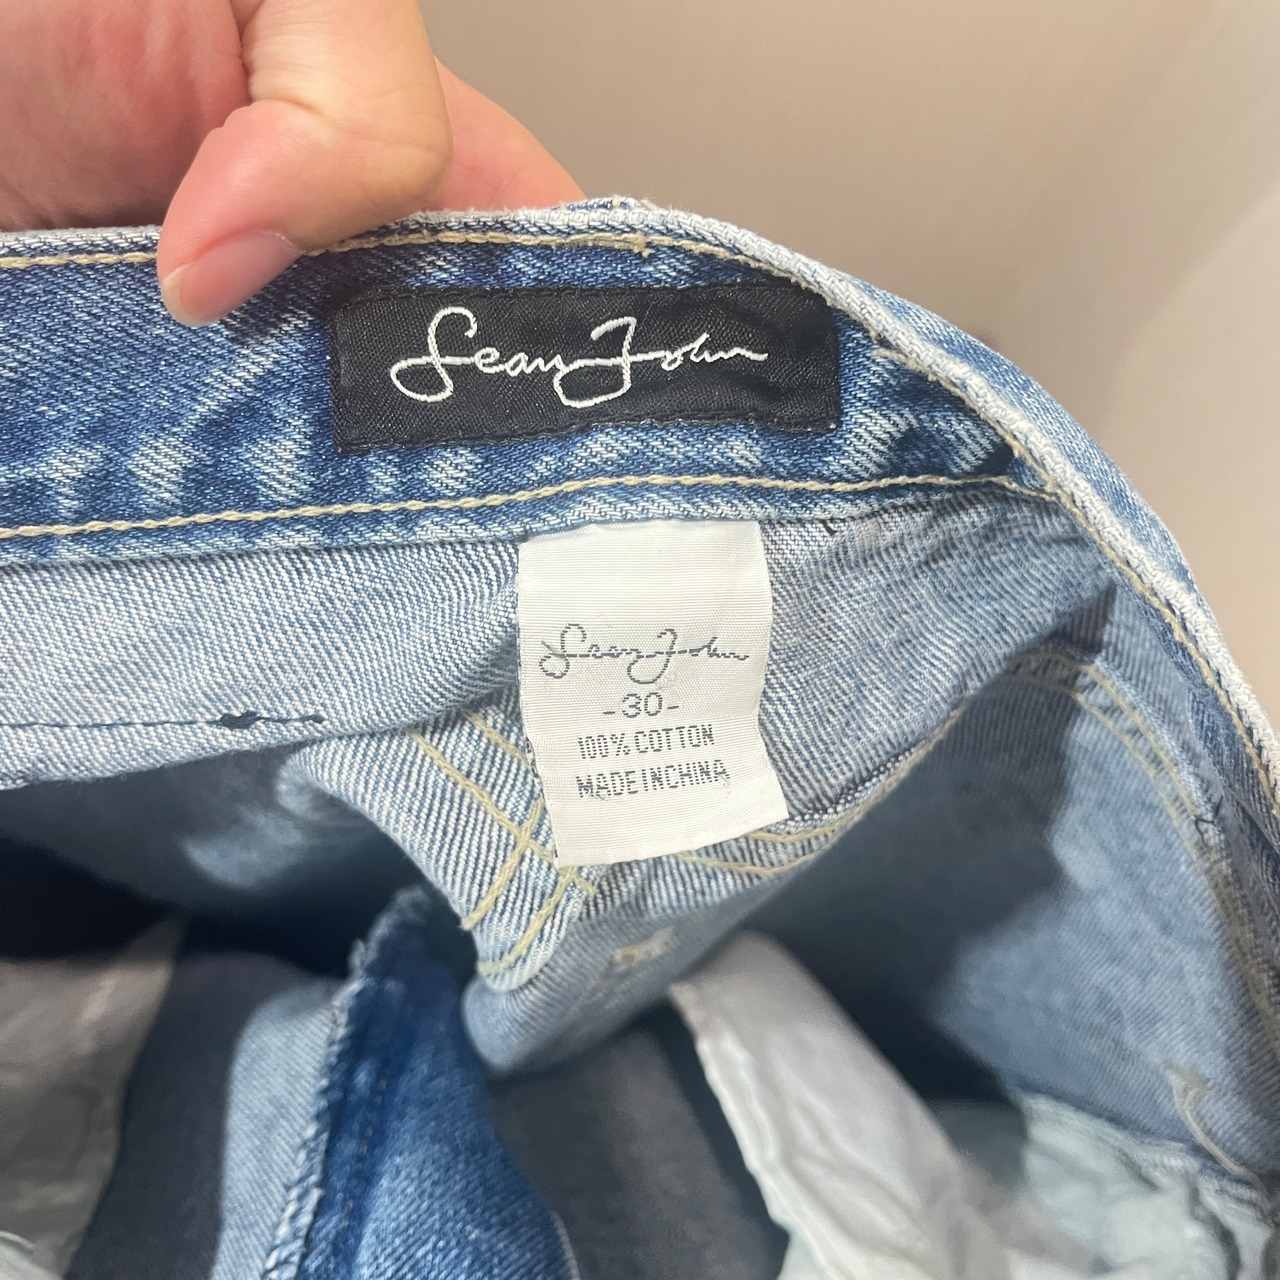 Sean John
Sean John
-30-
100% COTTON
MADE IN CHINA